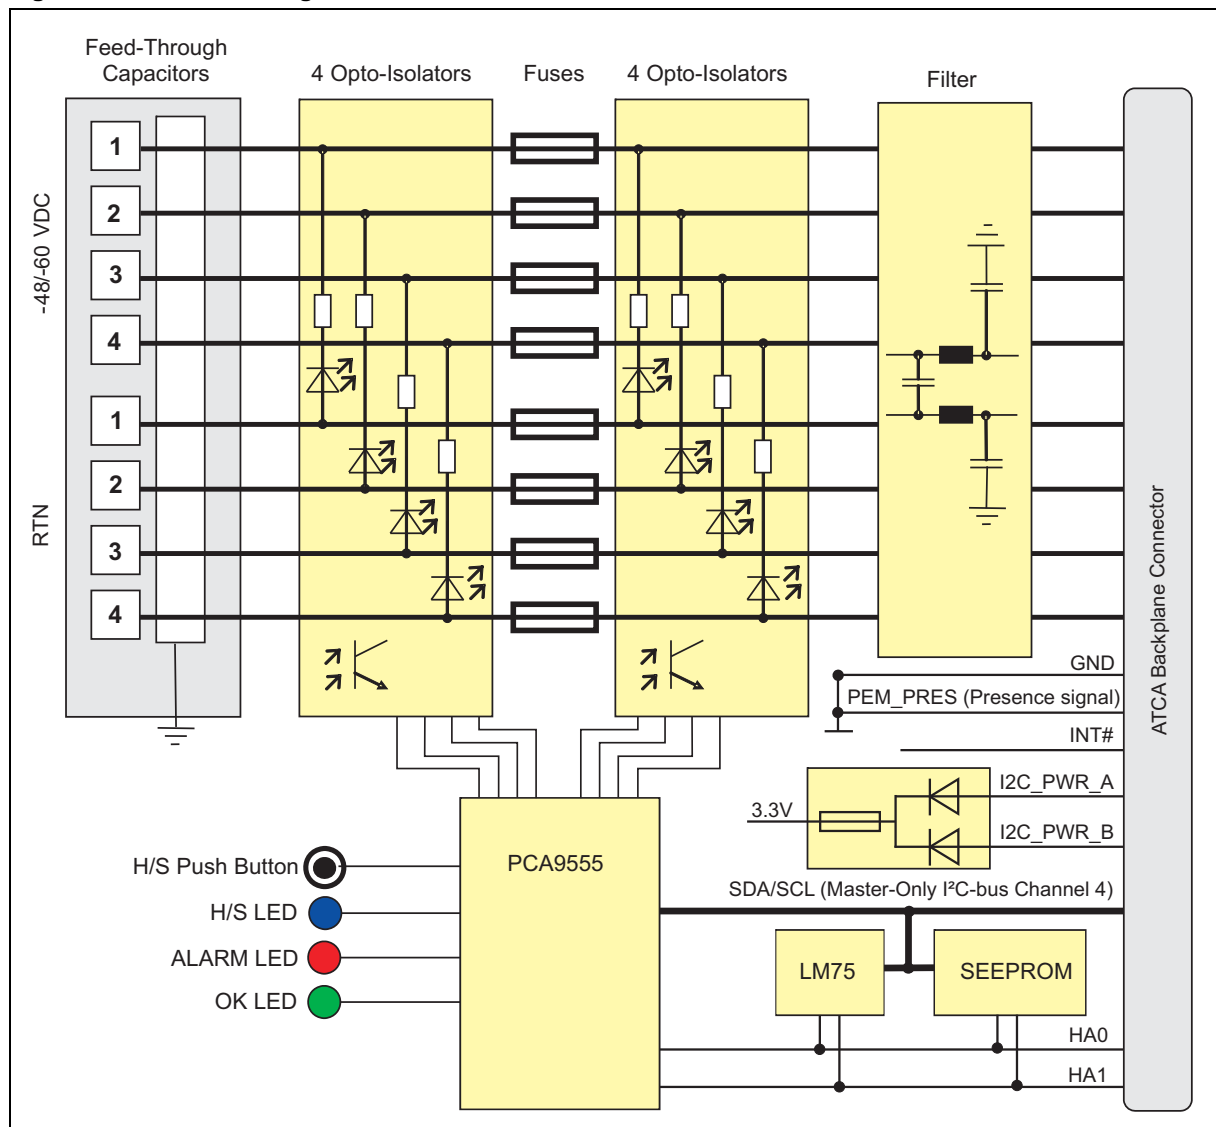 Feed-Through
Capacitors
4 Opto-Isolators
Fuses
4 Opto-Isolators
Filter
-48/-60 VDC
1
2
3
4
RTN
1
2
3
4
ATCA Backplane Connector
GND
PEM_PRES (Presence signal)
INT#
I2C_PWR_A
3.3V
I2C_PWR_B
H/S Push Button
PCA9555
SDA/SCL (Master-Only I²C-bus Channel 4)
H/S LED
ALARM LED
LM75
SEEPROM
OK LED
HA0
HA1